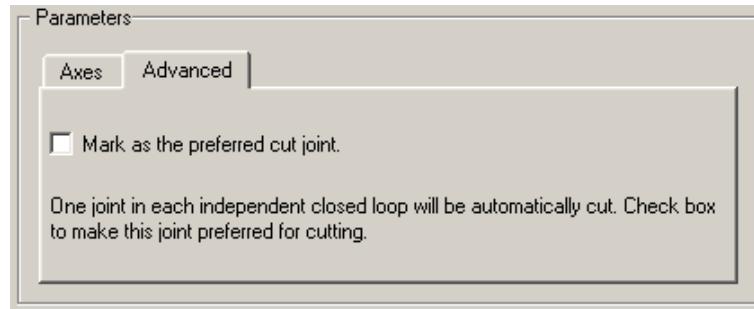 Parameters
Axes Advanced
Mark as the preferred cut joint.
One joint in each independent closed loop will be automatically cut. Check box
to make this joint preferred for cutting.